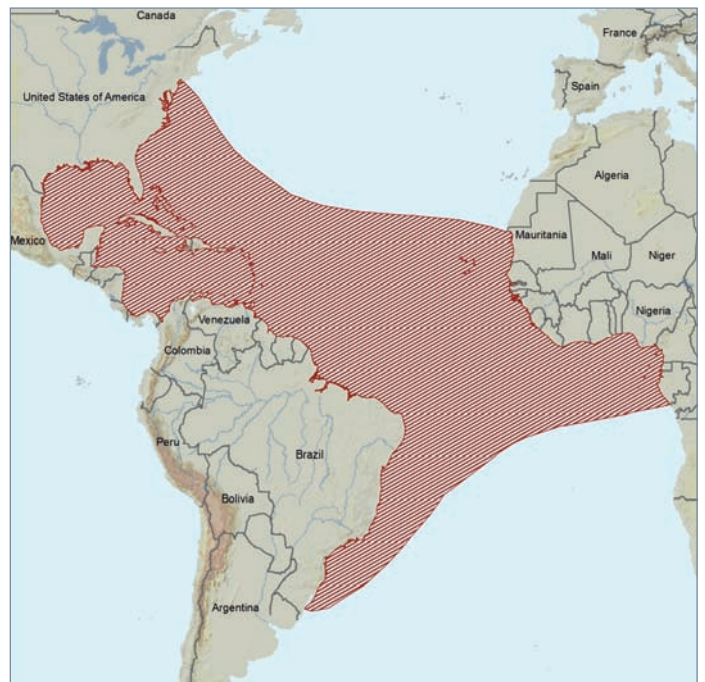 Canada
France
United States of America
Spain
Algeria
Mauritania
Mexico
Mali
Niger
Nigeria
Venezuela
Colombia
Peru
Brazil
Bolivia
Argentina